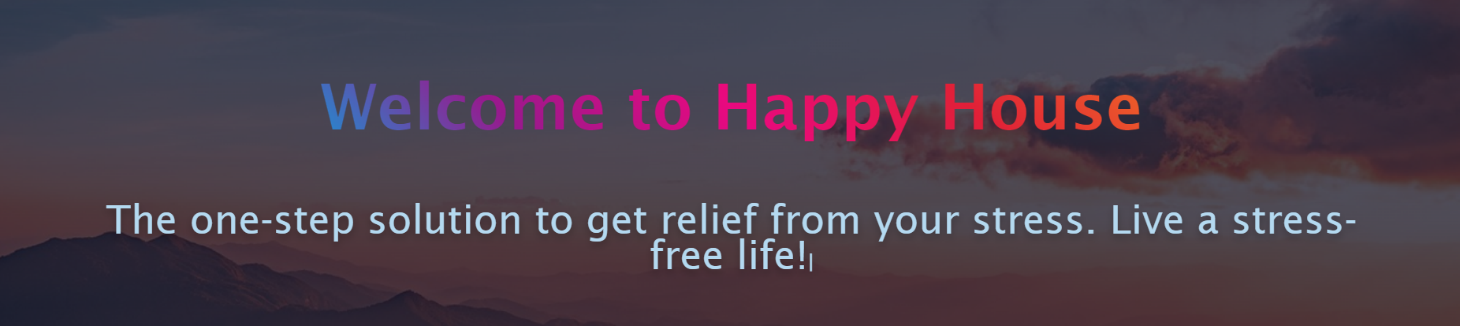 Welcome to Happy House
The one-step solution to get relief from your stress. Live a stress-
free life!|